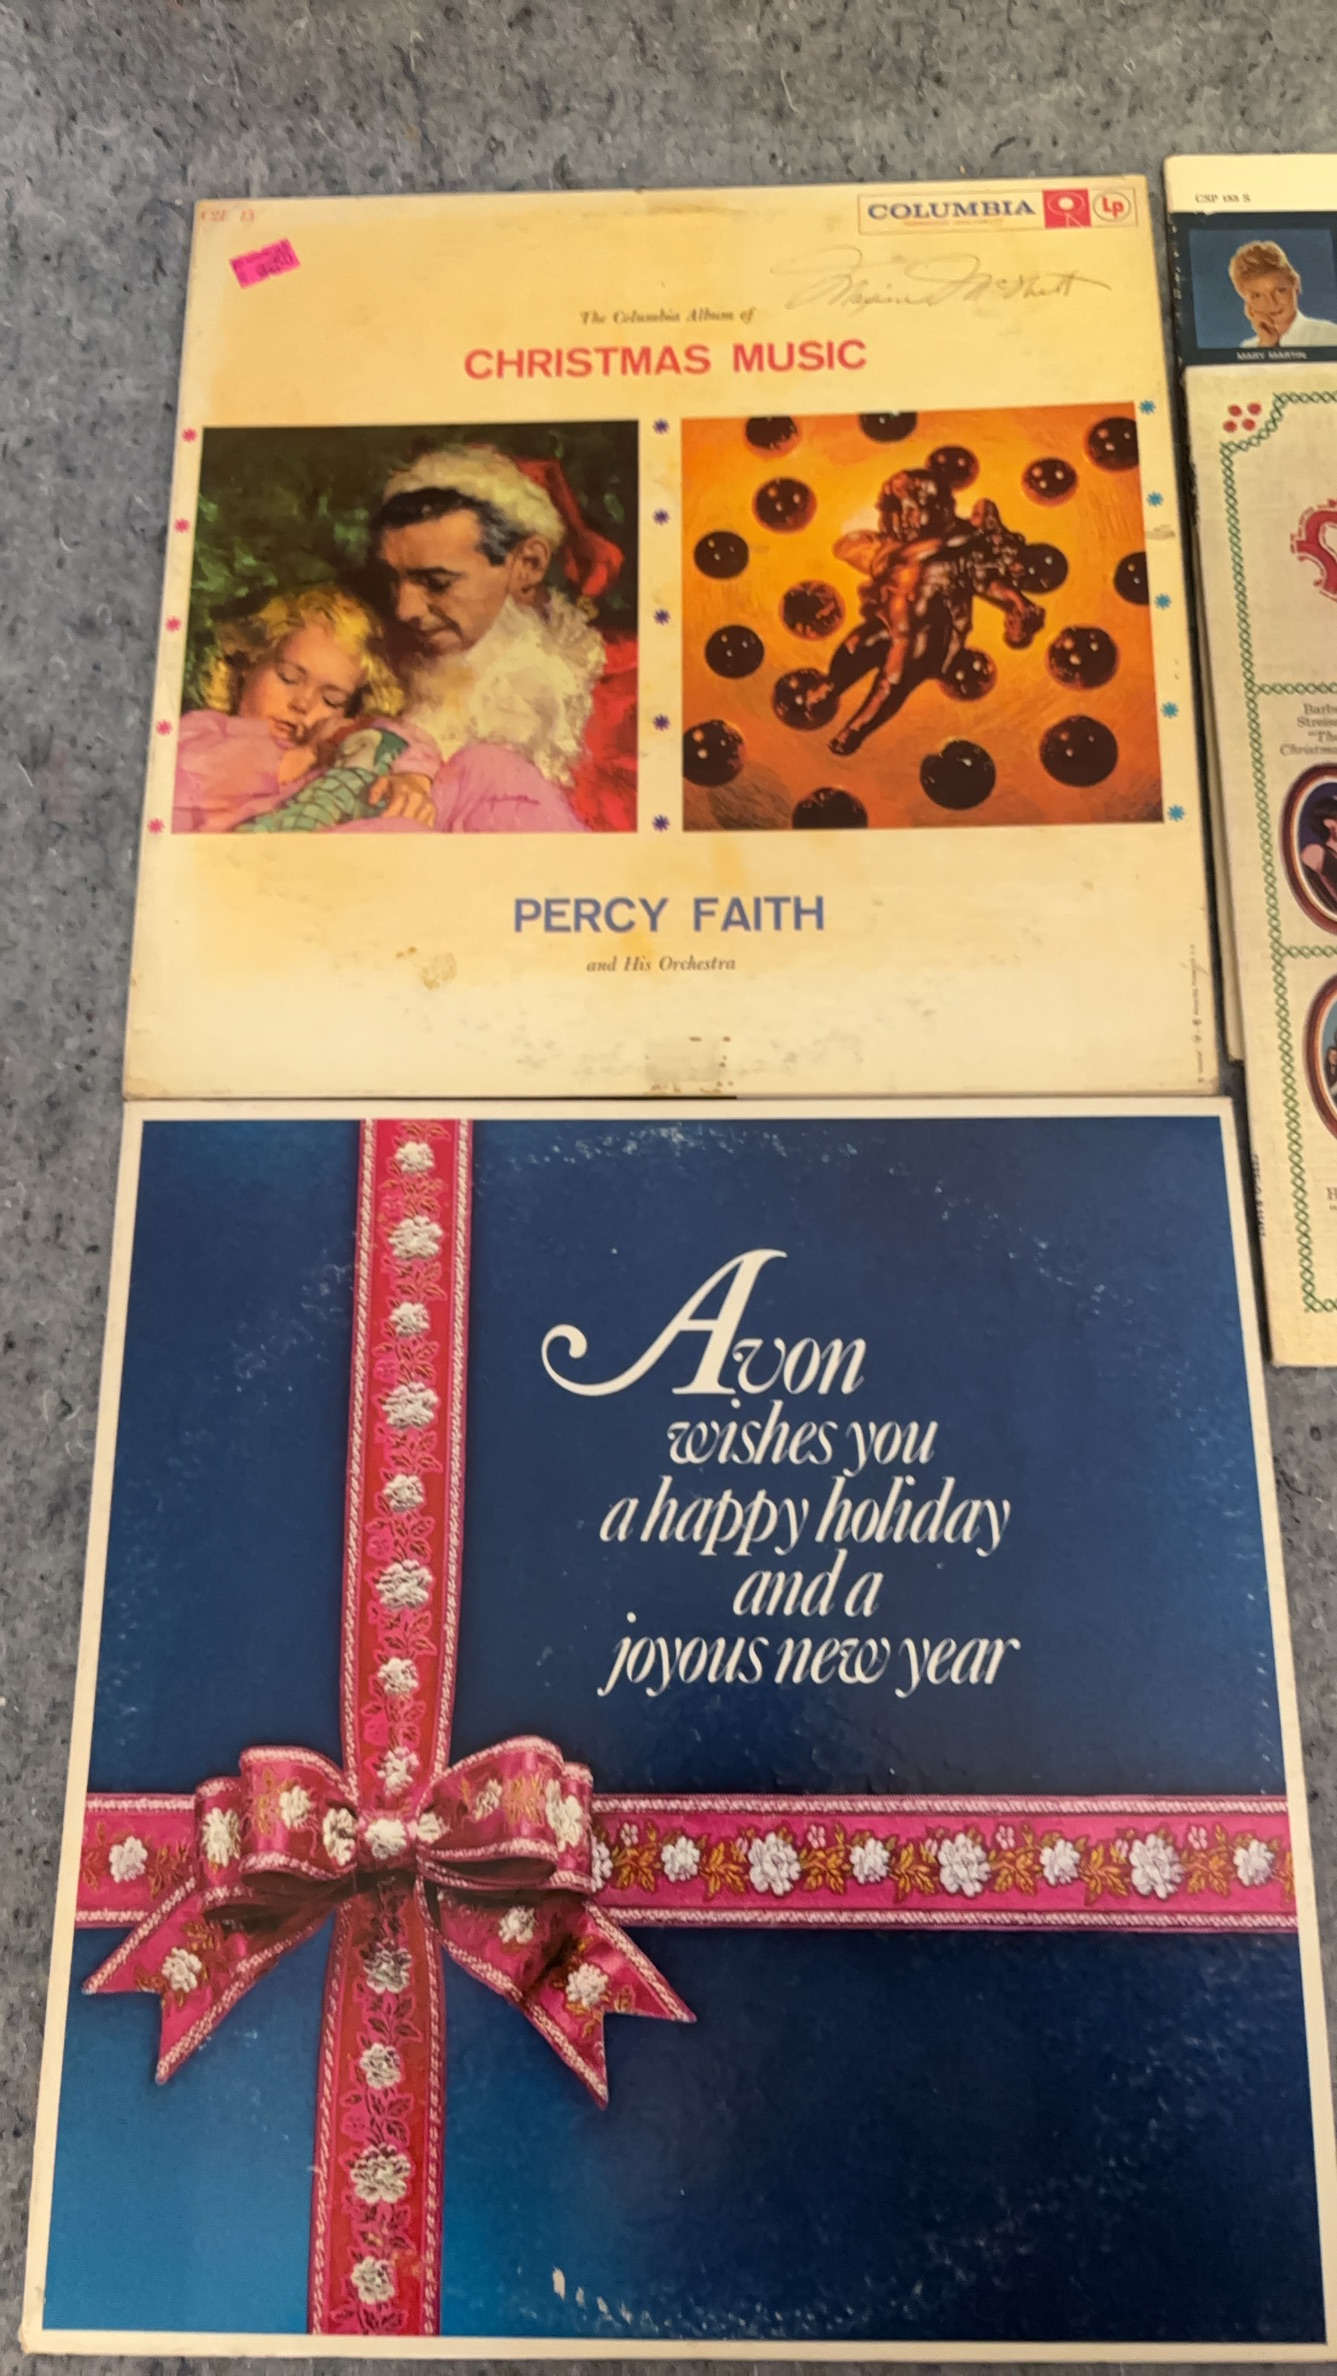 COLUMBIA Lp
The Columbia Album of
CHRISTMAS MUSIC
PERCY FAITH
and His Orchestra
Avon
wishes you
a happy holiday
and a
joyous new year
CSP 153 S
MARY MARTIN